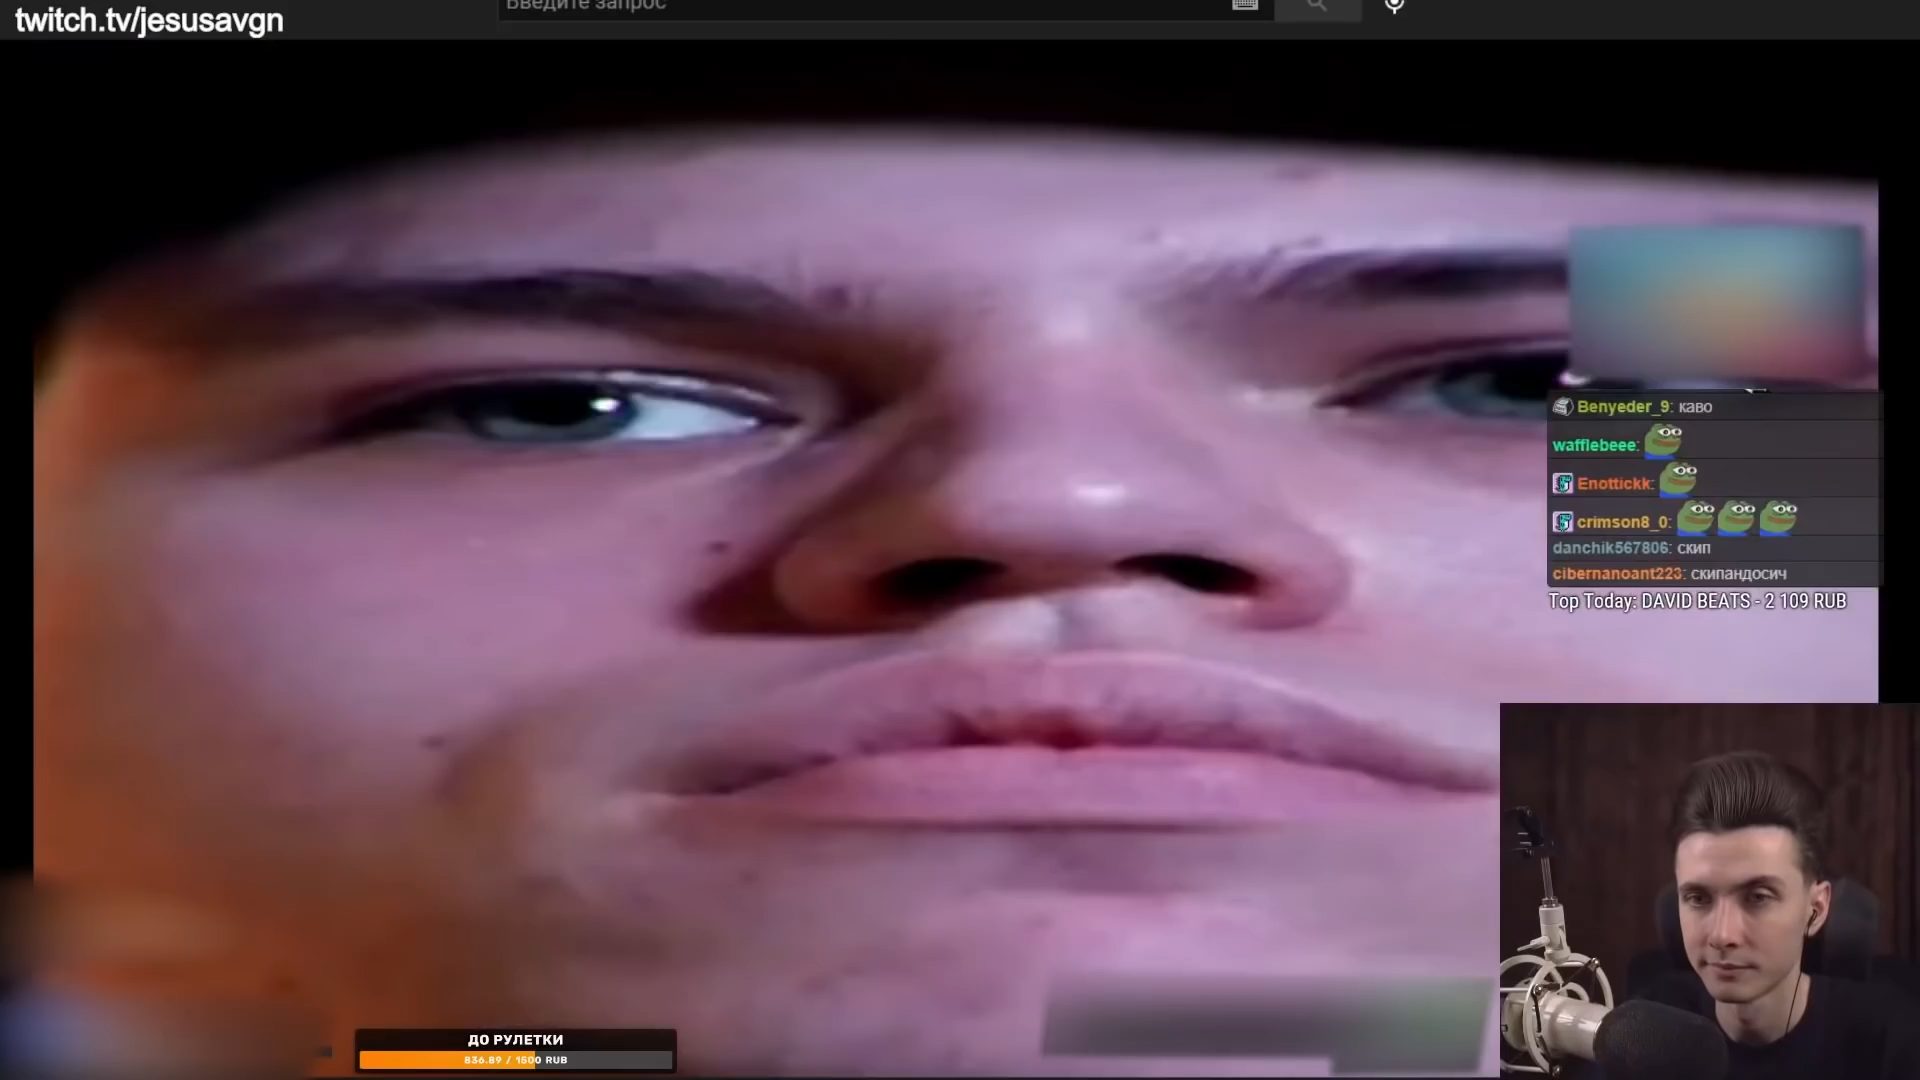 twitch.tv/jesusavgn
Введите запрос
Benyeder_9: каво
wafflebeee:
Enottickk:
crimson8_0:
danchik567806: скип
cibernanoant223: скипандосич
Top Today: DAVID BEATS - 2 109 RUB
ДО РУЛЕТКИ
836.89 / 1500 RUB